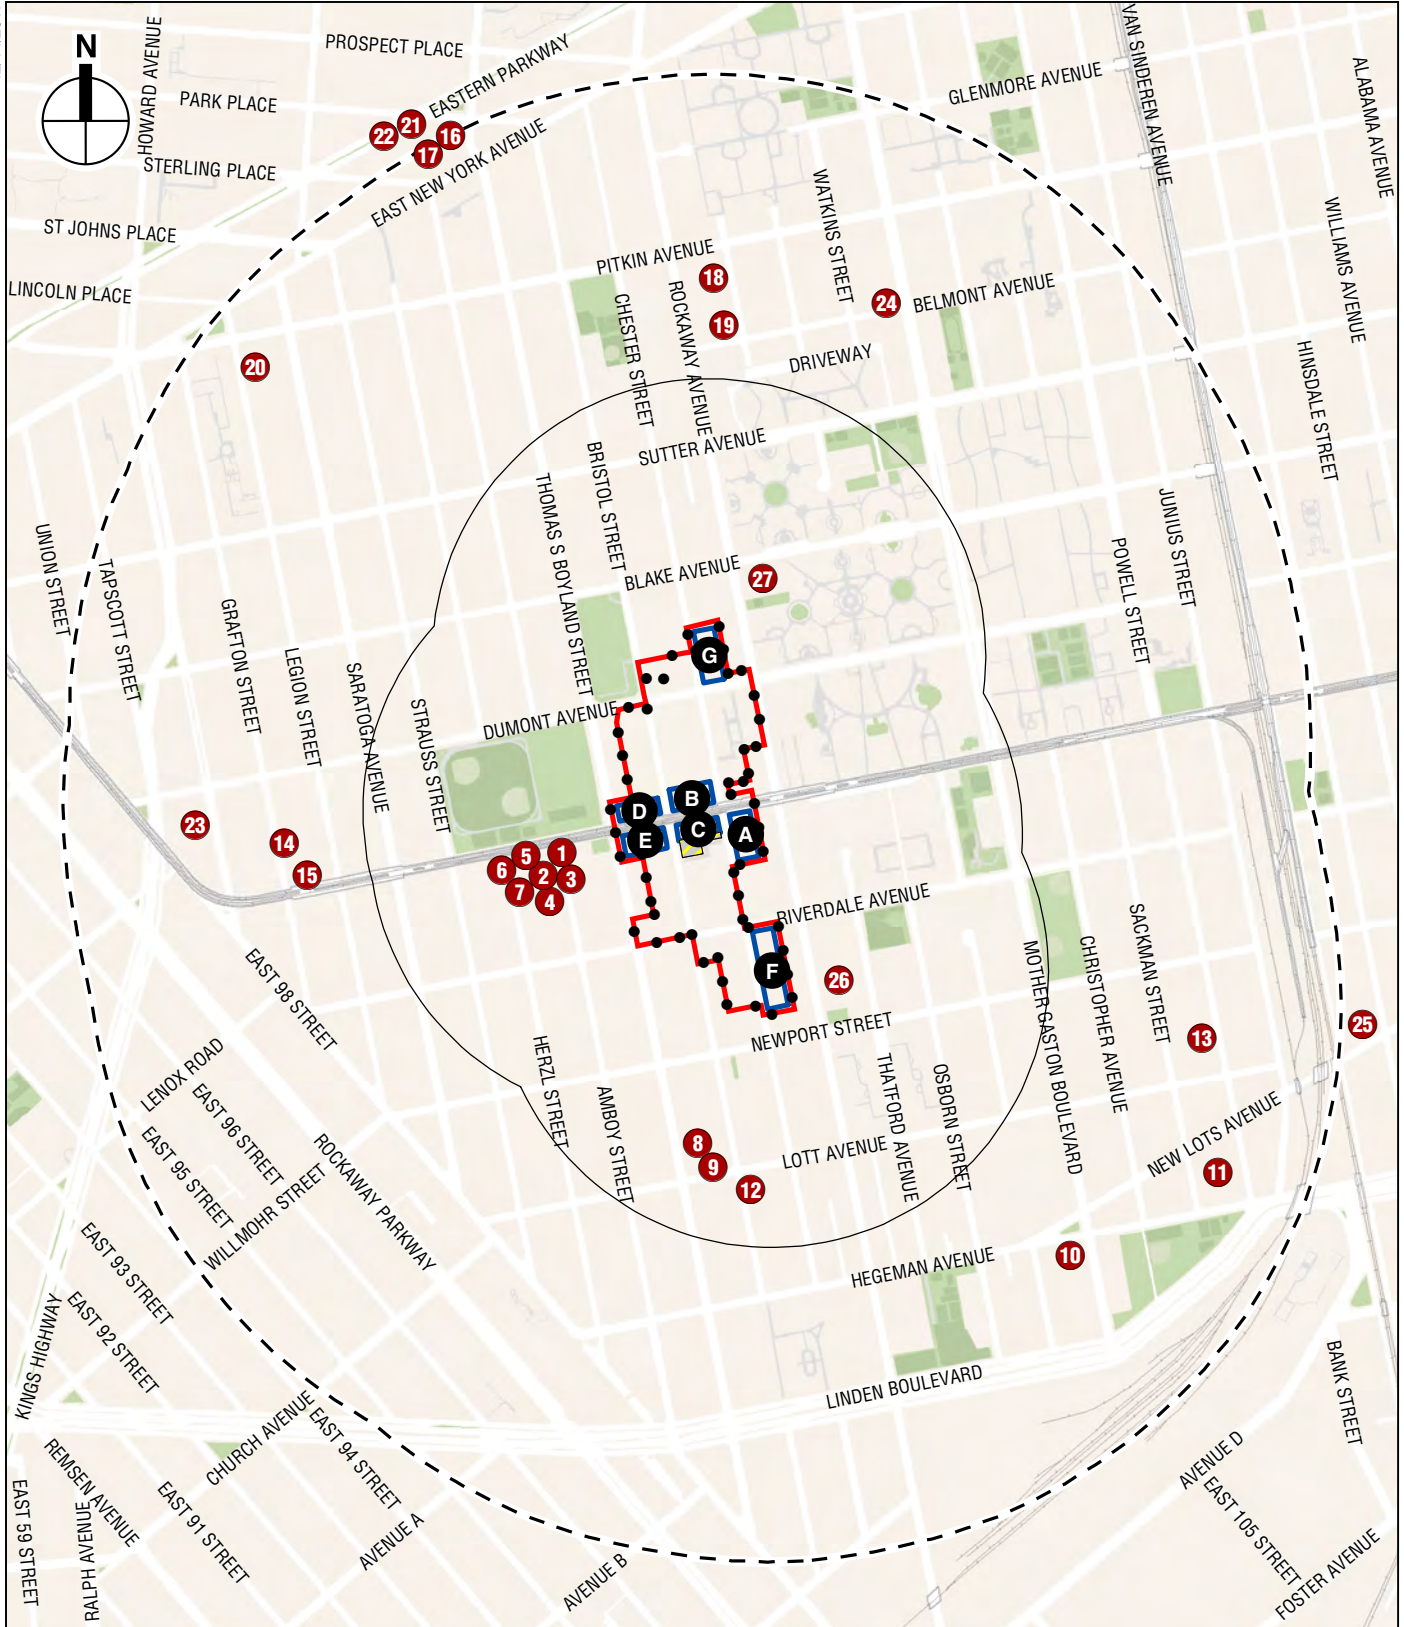 N
HOWARD AVENUE
PROSPECT PLACE
EASTERN PARKWAY
PARK PLACE
22
21
16
17
STERLING PLACE
EAST NEW YORK AVENUE
ST JOHNS PLACE
LINCOLN PLACE
GLENMORE AVENUE
VAN SINDEREN AVENUE
ALABAMA AVENUE
WATKINS STREET
WILLIAMS AVENUE
PITKIN AVENUE
18
19
24
BELMONT AVENUE
CHESTER STREET
ROCKAWAY AVENUE
DRIVEWAY
HINSDALE STREET
20
SUTTER AVENUE
BRISTOL STREET
THOMAS S BOYLAND STREET
JUNIUS STREET
POWELL STREET
UNION STREET
TAPSCOTT STREET
BLAKE AVENUE
27
GRAFTON STREET
LEGION STREET
SARATOGA AVENUE
STRAUSS STREET
DUMONT AVENUE
G
B
D
C
A
E
23
14
15
5
1
6
2
3
7
4
RIVERDALE AVENUE
F
26
SACKMAN STREET
CHRISTOPHER AVENUE
MOTHER GASTON BOULEVARD
13
25
EAST 98 STREET
NEWPORT STREET
LENOX ROAD
HERZL STREET
AMBOY STREET
THATFORD AVENUE
OSBORN STREET
EAST 96 STREET
EAST 95 STREET
ROCKAWAY PARKWAY
WILLMOHR STREET
8
9
12
LOTT AVENUE
NEW LOTS AVENUE
11
EAST 93 STREET
HEGEMAN AVENUE
10
EAST 92 STREET
KINGS HIGHWAY
LINDEN BOULEVARD
BANK STREET
CHURCH AVENUE
EAST 94 STREET
REMSEN AVENUE
EAST 59 STREET
RALPH AVENUE
EAST 91 STREET
AVENUE A
AVENUE B
AVENUE D
EAST 105 STREET
FOSTER AVENUE